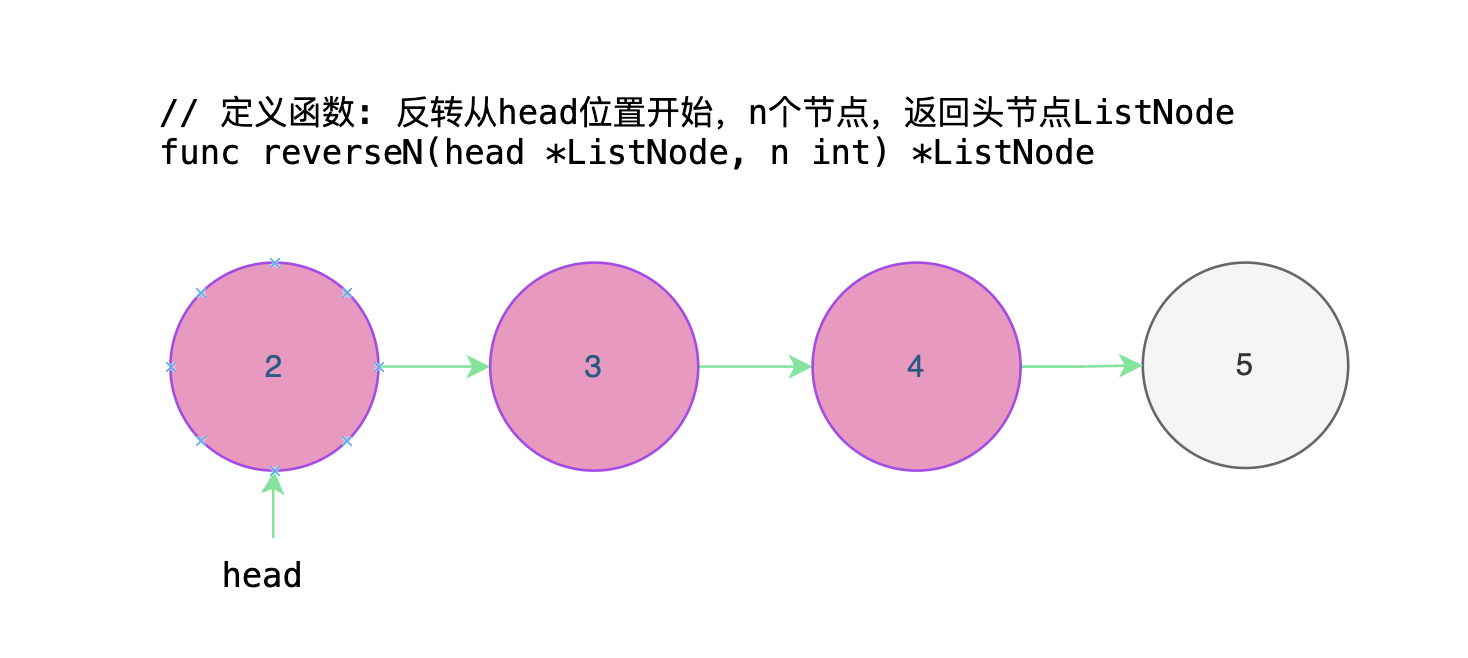 // 定义函数: 反转从head位置开始，n个节点，返回头节点ListNode
func reverseN(head *ListNode, n int) *ListNode
2
3
4
5
head